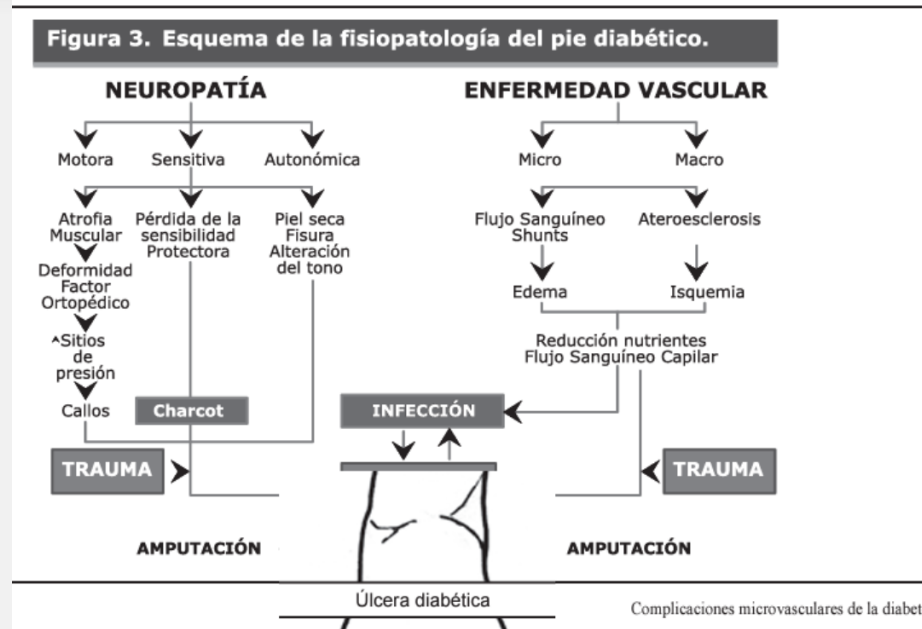 Figura 3. Esquema de la fisiopatología del pie diabético.
NEUROPATÍA
Motora
Sensitiva
Autonómica
Atrofia
Muscular
Deformidad
Factor
Ortopédico
^Sitios
de
presión
Callos
Pérdida de la
sensibilidad
Protectora
Charcot
Piel seca
Fisura
Alteración
del tono
TRAUMA
AMPUTACIÓN
ENFERMEDAD VASCULAR
Micro
Macro
Flujo Sanguíneo
Shunts
Edema
Ateroesclerosis
Isquemia
Reducción nutrientes
Flujo Sanguíneo Capilar
INFECCIÓN
TRAUMA
AMPUTACIÓN
Úlcera diabética
Complicaciones microvasculares de la diabet